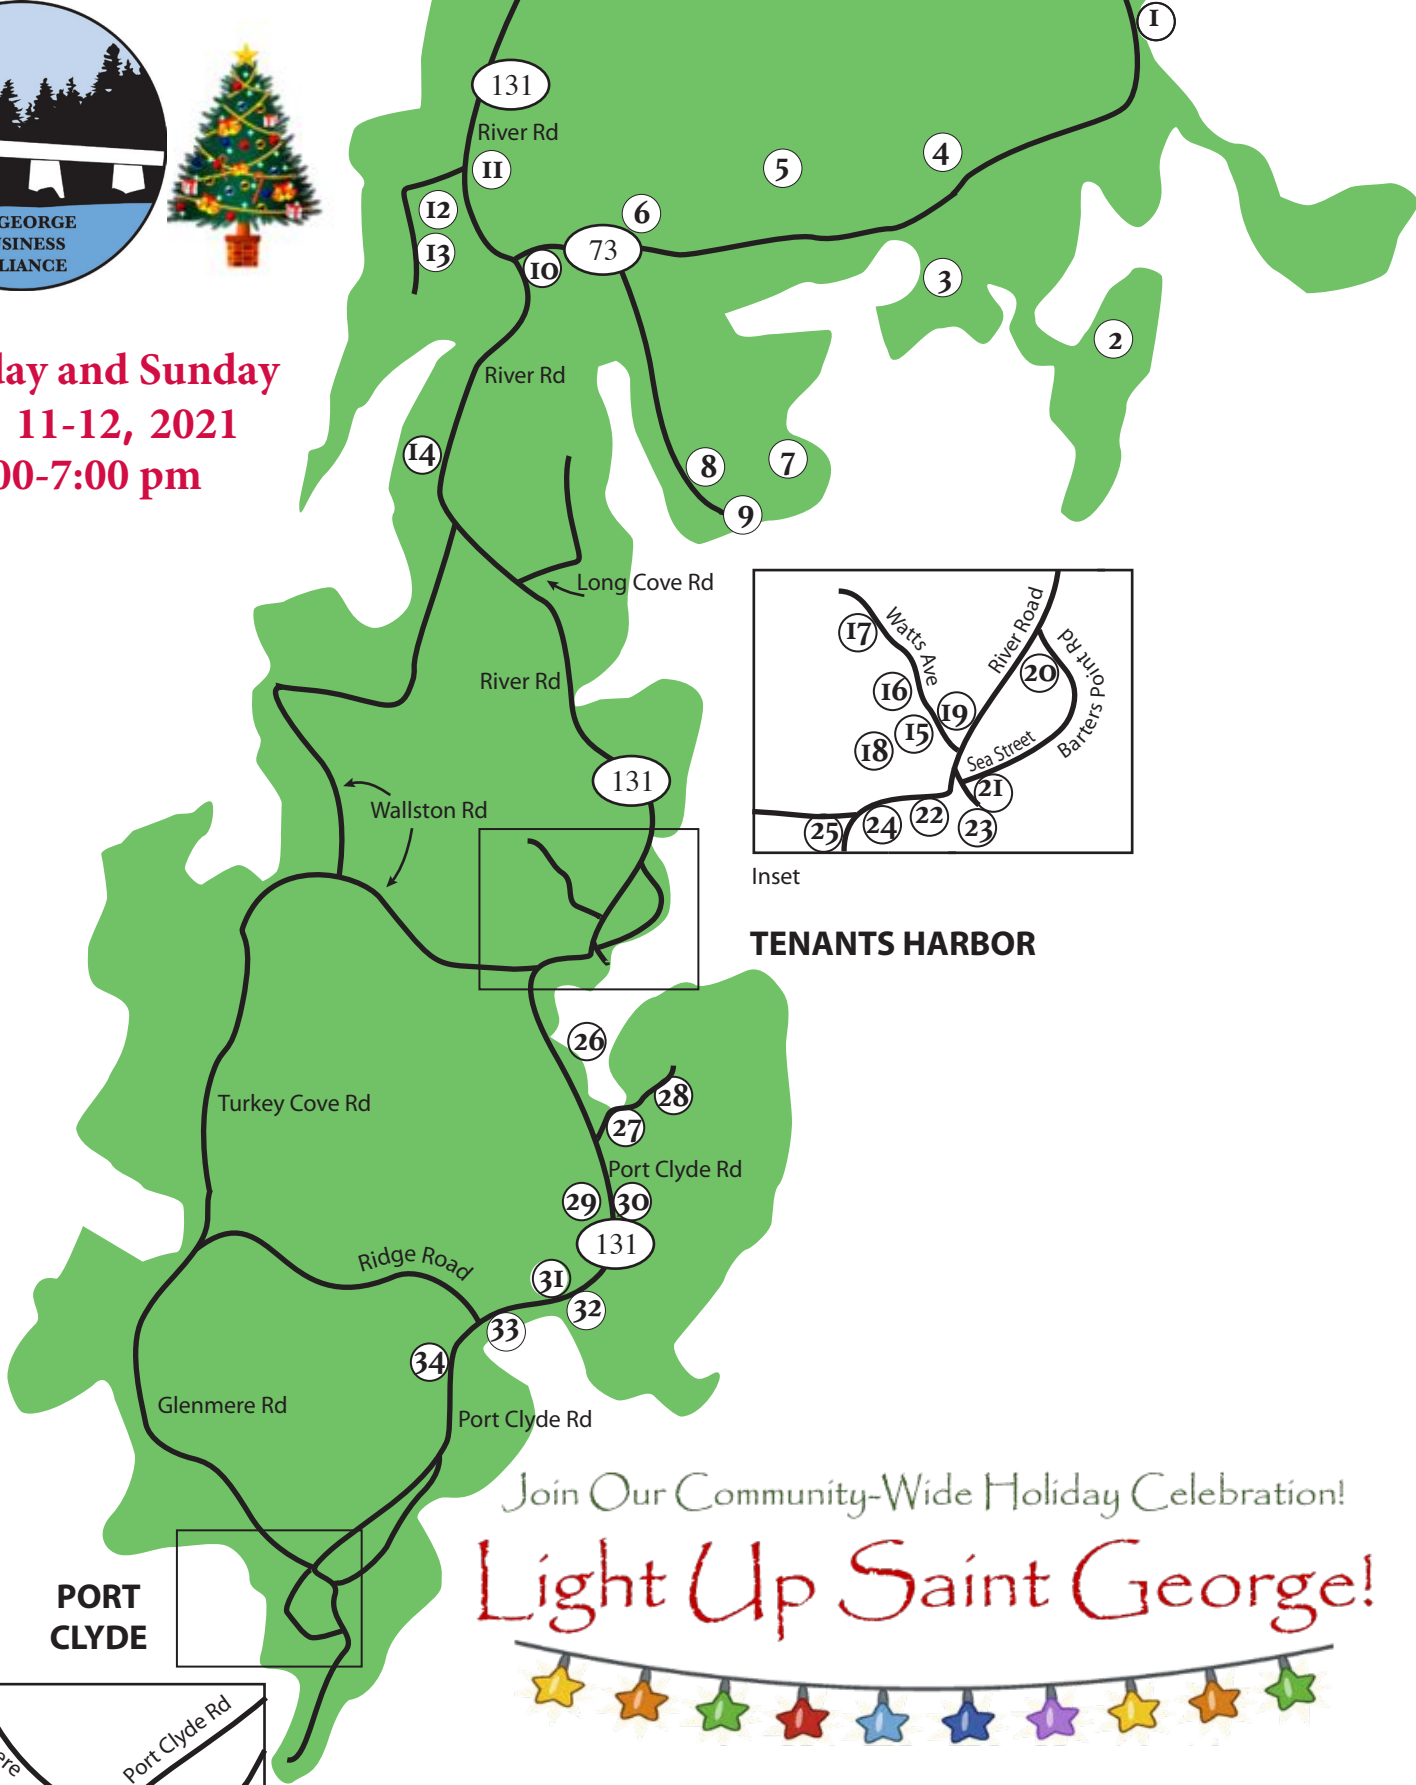 1
131
River Rd
11
12
13
10
73
6
5
4
3
2
GEORGE
LIANCE
and Sunday
11-12, 2021
00-7:00 pm
River Rd
14
8
7
9
Long Cove Rd
River Rd
131
Wallston Rd
17
Watts Ave
River Road
20
Barters Point Rd
16
19
15
18
Sea Street
21
22
23
24
25
Inset
TENANTS HARBOR
26
28
27
Turkey Cove Rd
Port Clyde Rd
29
30
131
Ridge Road
31
32
33
34
Glenmere Rd
Port Clyde Rd
Join Our Community-Wide Holiday Celebration!
Light Up Saint George!
PORT
CLYDE
Port Clyde Rd